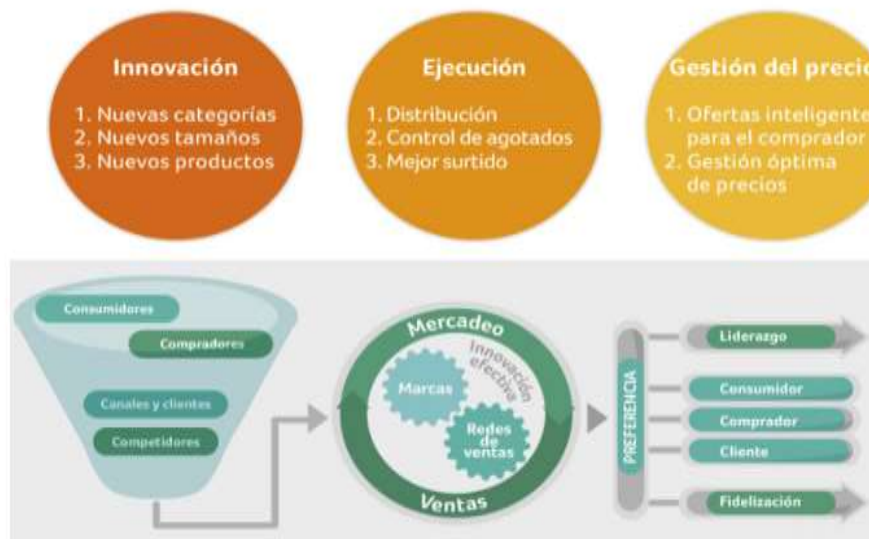 Innovación
1. Nuevas categorías
2. Nuevos tamaños
3. Nuevos productos
Ejecución
1. Distribución
2. Control de agotados
3. Mejor surtido
Gestión del precio
1. Ofertas inteligente
para el comprador
2. Gestión óptima
de precios
Consumidores
Compradores
Canales y clientes
Competidores
Mercadeo
Innovación
efectiva
Marcas
Redes
de
ventas
Ventas
PREFERENCIA
Liderazgo
Consumidor
Comprador
Cliente
Fidelización